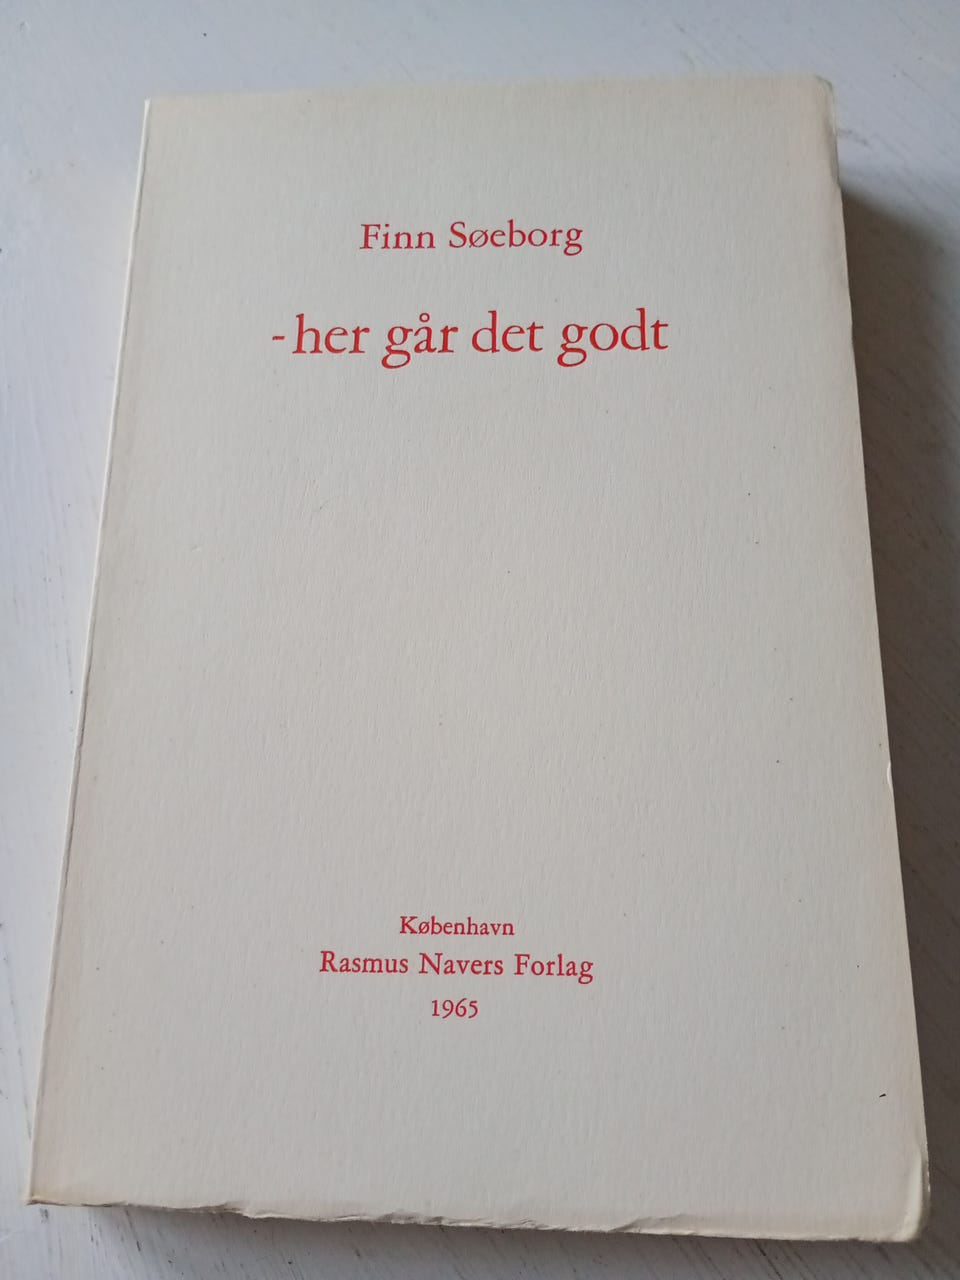 Finn Søeborg
-her går det godt
København
Rasmus Navers Forlag
1965